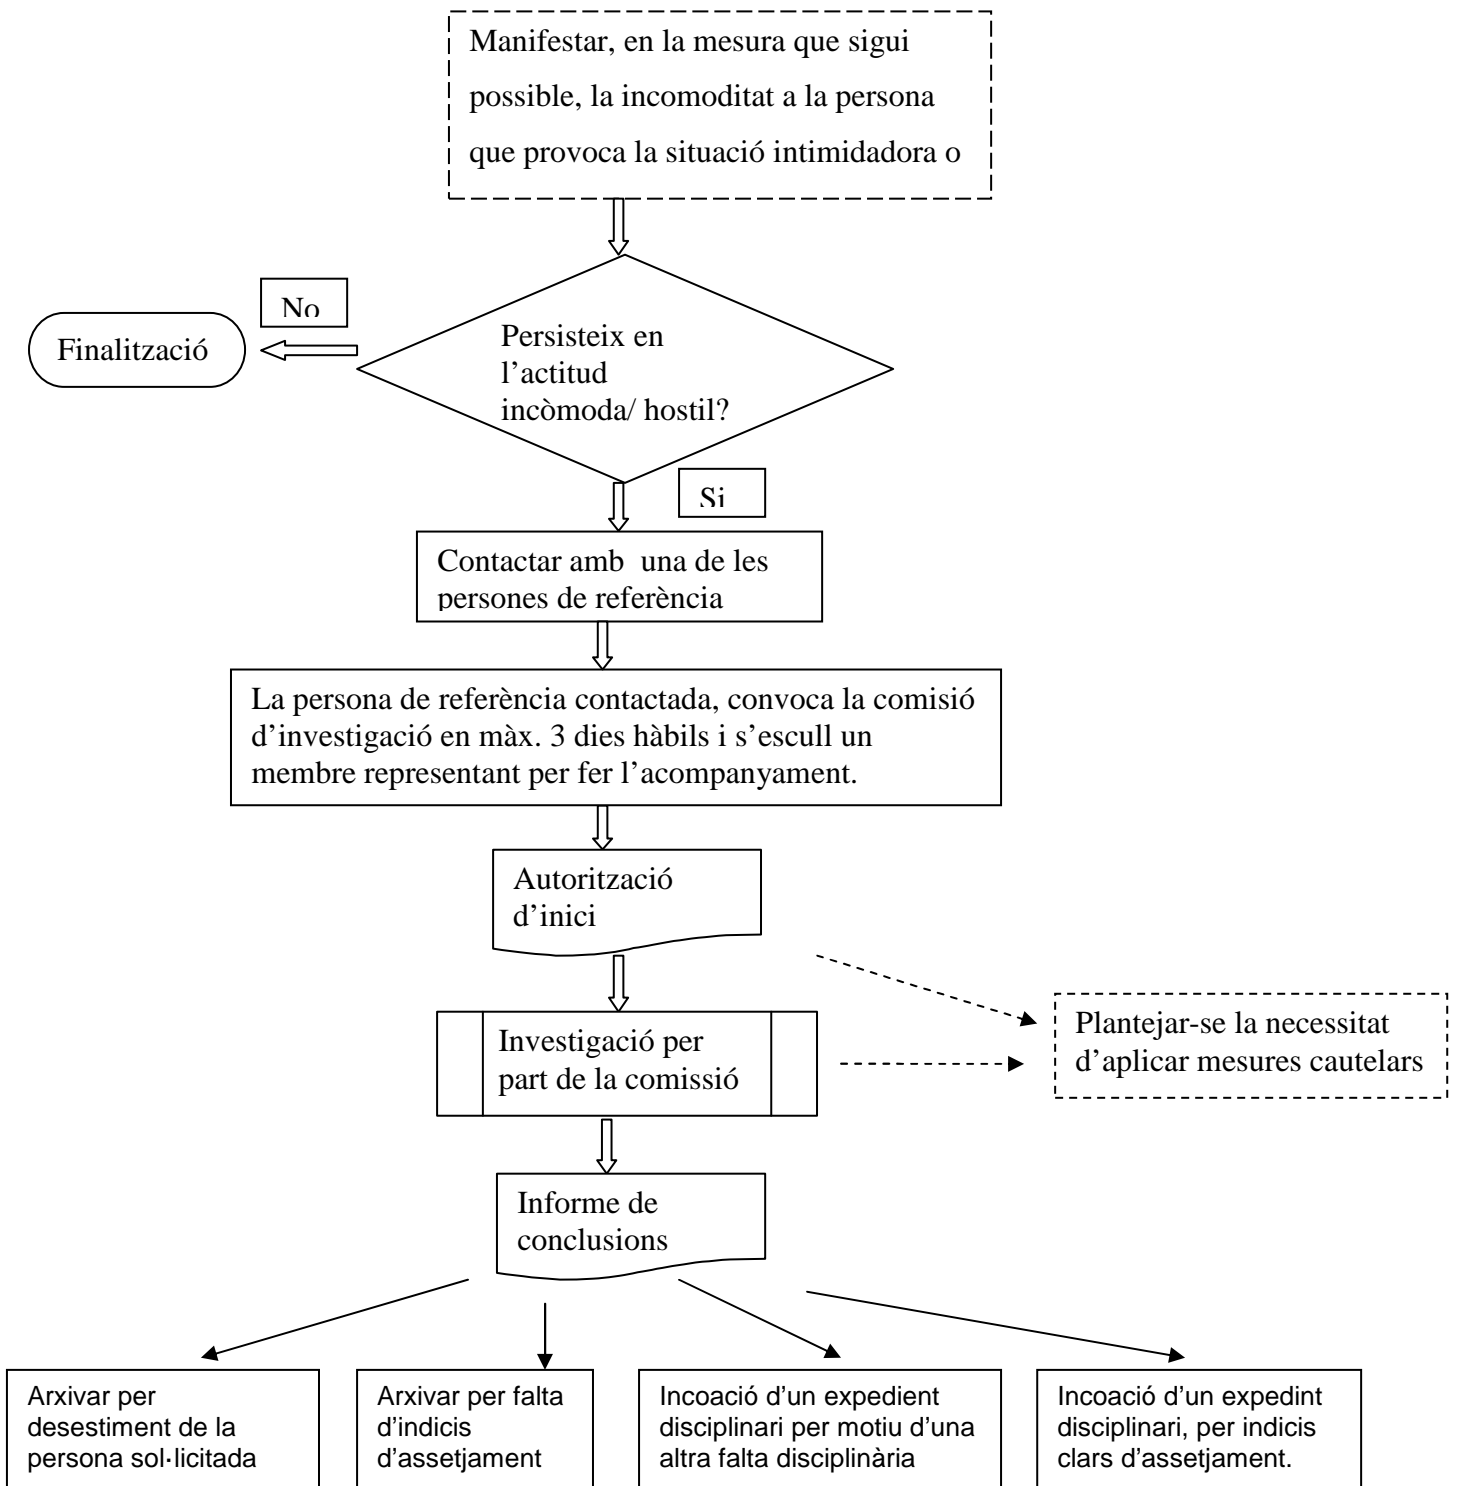 Manifestar, en la mesura que sigui
possible, la incomoditat a la persona
que provoca la situació intimidadora o
No
Finalització
Persisteix en
l’actitud
incòmoda/ hostil?
Si
Contactar amb una de les
persones de referència
La persona de referència contactada, convoca la comisió
d’investigació en màx. 3 dies hàbils i s’escull un
membre representant per fer l’acompanyament.
Autorització
d’inici
Plantejar-se la necessitat
d’aplicar mesures cautelars
Investigació per
part de la comissió
Informe de
conclusions
Arxivar per
desestiment de la
persona sol·licitada
Arxivar per falta
d’indicis
d’assetjament
Incoació d’un expedient
disciplinari per motiu d’una
altra falta disciplinària
Incoació d’un expedint
disciplinari, per indicis
clars d’assetjament.